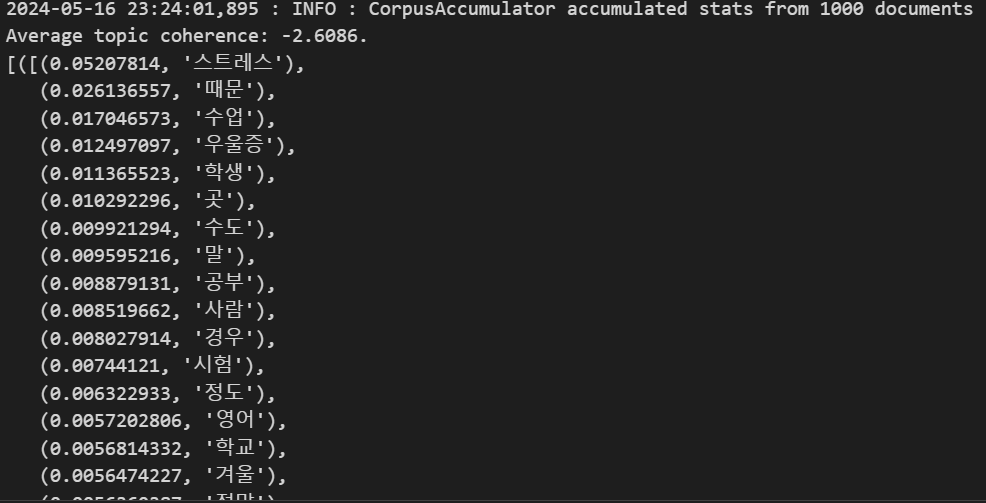 2024-05-16 23:24:01,895 : INFO : CorpusAccumulator accumulated stats from 1000 documents
Average topic coherence: -2.6086.
[([(0.05207814, '스트레스'),
(0.026136557, '때문'),
(0.017046573, '수업'),
(0.012497097, '우울증'),
(0.011365523, '학생'),
(0.010292296, '곳'),
(0.009921294, '수도'),
(0.009595216, '말'),
(0.008879131, '공부'),
(0.008519662, '사람'),
(0.008027914, '경우'),
(0.00744121, '시험'),
(0.006322933, '정도'),
(0.0057202806, '영어'),
(0.0056814332, '학교'),
(0.0056474227, '겨울'),